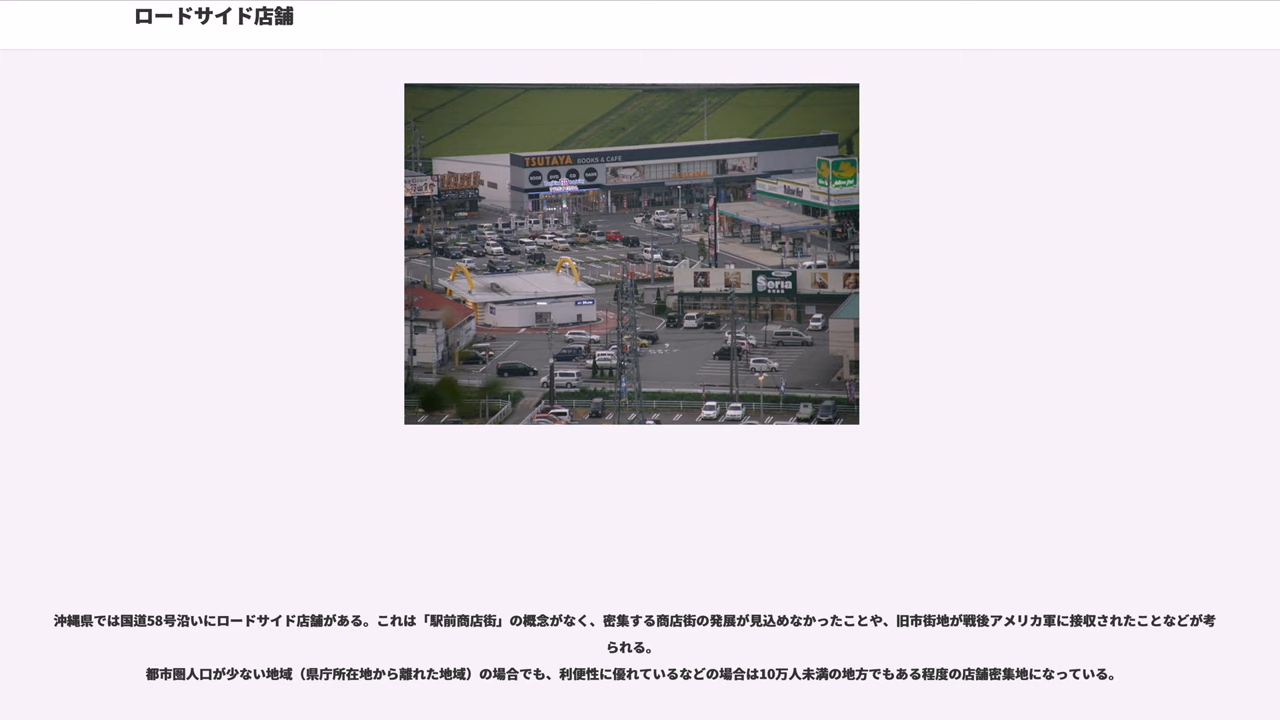 ロードサイド店舗
TSUTAYA BOOKS & CAFE
BOOK DVD CD GAME
Seria
沖縄県では国道58号沿いにロードサイド店舗がある。これは「駅前商店街」の概念がなく、密集する商店街の発展が見込めなかったことや、旧市街地が戦後アメリカ軍に接収されたことなどが考
られる。
都市圏人口が少ない地域（県庁所在地から離れた地域）の場合でも、利便性に優れているなどの場合は10万人未満の地方でもある程度の店舗密集地になっている。